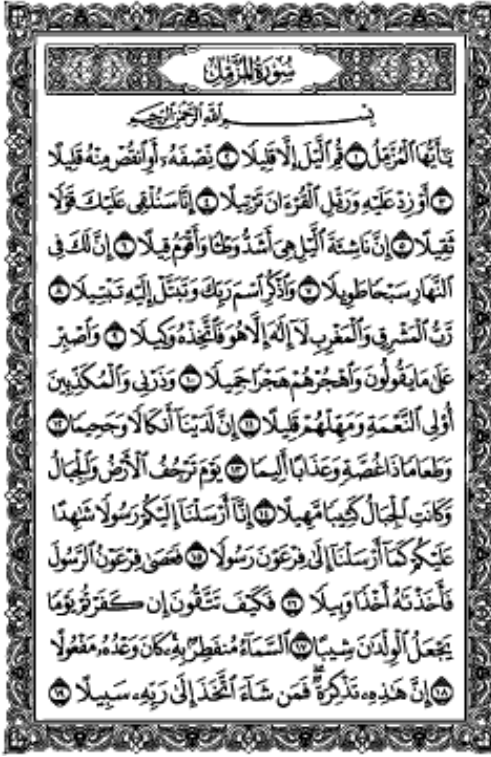 سُورَةُ المُزَّمِّلِ
بِسْمِ ٱللَّهِ ٱلرَّحْمَٰنِ ٱلرَّحِيمِ
يَٰٓأَيُّهَا ٱلْمُزَّمِّلُ ١ قُمِ ٱلَّيْلَ إِلَّا قَلِيلًا ٢ نِّصْفَهُۥٓ أَوِ ٱنقُصْ مِنْهُ قَلِيلًا
٣ أَوْ زِدْ عَلَيْهِ وَرَتِّلِ ٱلْقُرْءَانَ تَرْتِيلًا ٤ إِنَّا سَنُلْقِى عَلَيْكَ قَوْلًا
ثَقِيلًا ٥ إِنَّ نَاشِئَةَ ٱلَّيْلِ هِىَ أَشَدُّ وَطْـًٔا وَأَقْوَمُ قِيلًا ٦ إِنَّ لَكَ فِى
ٱلنَّهَارِ سَبْحًا طَوِيلًا ٧ وَٱذْكُرِ ٱسْمَ رَبِّكَ وَتَبَتَّلْ إِلَيْهِ تَبْتِيلًا ٨
رَّبُّ ٱلْمَشْرِقِ وَٱلْمَغْرِبِ لَآ إِلَٰهَ إِلَّا هُوَ فَٱتَّخِذْهُ وَكِيلًا ٩ وَٱصْبِرْ
عَلَىٰ مَا يَقُولُونَ وَٱهْجُرْهُمْ هَجْرًا جَمِيلًا ١٠ وَذَرْنِى وَٱلْمُكَذِّبِينَ
أُو۟لِى ٱلنَّعْمَةِ وَمَهِّلْهُمْ قَلِيلًا ١١ إِنَّ لَدَيْنَآ أَنكَالًا وَجَحِيمًا ١٢
وَطَعَامًا ذَا غُصَّةٍ وَعَذَابًا أَلِيمًا ١٣ يَوْمَ تَرْجُفُ ٱلْأَرْضُ وَٱلْجِبَالُ
وَكَانَتِ ٱلْجِبَالُ كَثِيبًا مَّهِيلًا ١٤ إِنَّآ أَرْسَلْنَآ إِلَيْكُمْ رَسُولًا شَٰهِدًا
عَلَيْكُمْ كَمَآ أَرْسَلْنَآ إِلَىٰ فِرْعَوْنَ رَسُولًا ١٥ فَعَصَىٰ فِرْعَوْنُ ٱلرَّسُولَ
فَأَخَذْنَٰهُ أَخْذًا وَبِيلًا ١٦ فَكَيْفَ تَتَّقُونَ إِن كَفَرْتُمْ يَوْمًا
يَجْعَلُ ٱلْوِلْدَٰنَ شِيبًا ١٧ ٱلسَّمَآءُ مُنفَطِرٌۢ بِهِۦ ۚ كَانَ وَعْدُهُۥ مَفْعُولًا
١٨ إِنَّ هَٰذِهِۦ تَذْكِرَةٌ ۖ فَمَن شَآءَ ٱتَّخَذَ إِلَىٰ رَبِّهِۦ سَبِيلًا ١٩